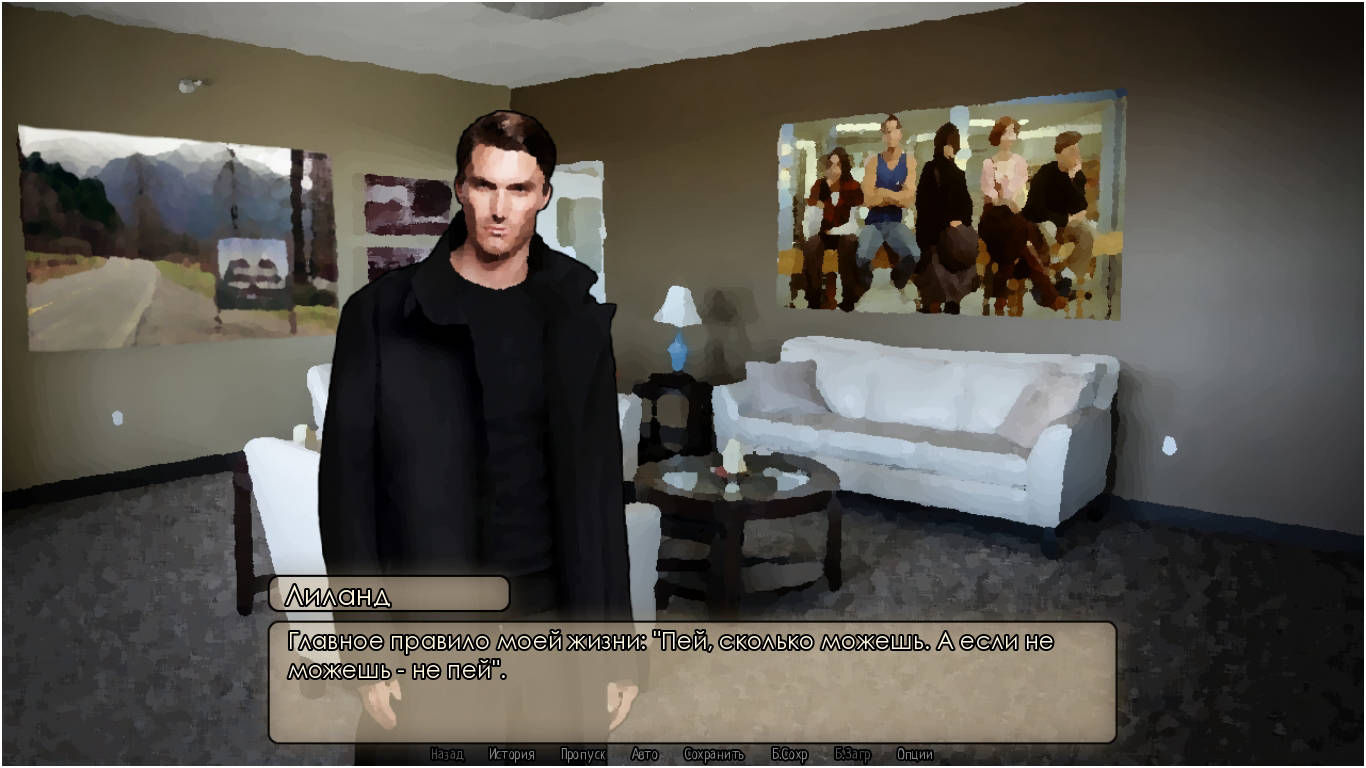 Лиланд
Главное правило моей жизни: "Пей, сколько можешь. А если не
можешь - не пей".
Назад История Пропуск Авто Сохранить Б.Сохр Б.Загр Опции